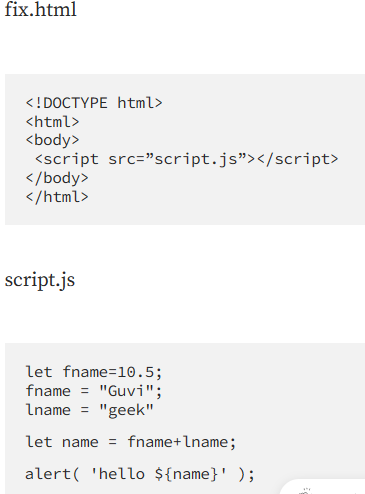 fix.html
<!DOCTYPE html>
<html>
<body>
 <script src=”script.js”></script>
</body>
</html>
script.js
let fname=10.5;
fname = "Guvi";
lname = "geek"
let name = fname+lname;
alert( 'hello ${name}' );